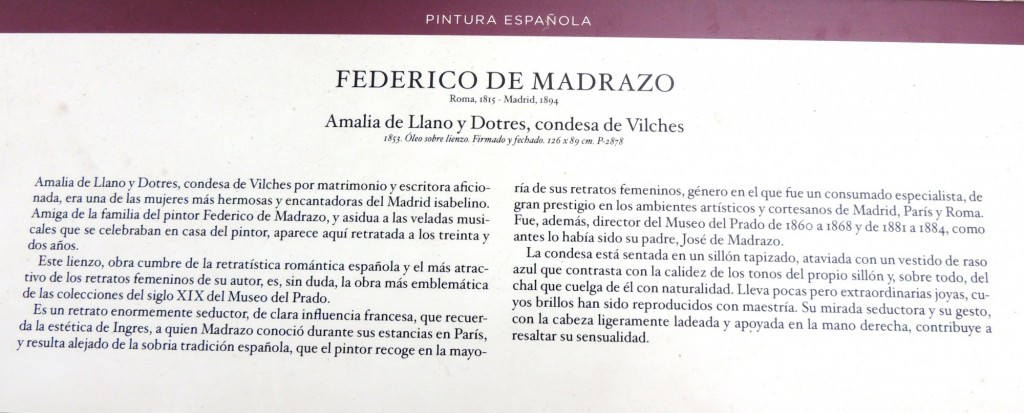 PINTURA ESPAÑOLA
FEDERICO DE MADRAZO
Roma, 1815 - Madrid, 1894
Amalia de Llano y Dotres, condesa de Vilches
1853. Óleo sobre lienzo. Firmado y fechado. 126 x 89 cm. P-2878
Amalia de Llano y Dotres, condesa de Vilches por matrimonio y escritora aficio-
nada, era una de las mujeres más hermosas y encantadoras del Madrid isabelino.
Amiga de la familia del pintor Federico de Madrazo, y asidua a las veladas musi-
cales que se celebraban en casa del pintor, aparece aquí retratada a los treinta y
dos años.
Este lienzo, obra cumbre de la retratística romántica española y el más atrac-
tivo de los retratos femeninos de su autor, es, sin duda, la obra más emblemática
de las colecciones del siglo XIX del Museo del Prado.
Es un retrato enormemente seductor, de clara influencia francesa, que recuer-
da la estética de Ingres, a quien Madrazo conoció durante sus estancias en París,
y resulta alejado de la sobria tradición española, que el pintor recoge en la mayo-
ría de sus retratos femeninos, género en el que fue un consumado especialista, de
gran prestigio en los ambientes artísticos y cortesanos de Madrid, París y Roma.
Fue, además, director del Museo del Prado de 1860 a 1868 y de 1881 a 1884, como
antes lo había sido su padre, José de Madrazo.
La condesa está sentada en un sillón tapizado, ataviada con un vestido de raso
azul que contrasta con la calidez de los tonos del propio sillón y, sobre todo, del
chal que cuelga de él con naturalidad. Lleva pocas pero extraordinarias joyas, cu-
yos brillos han sido reproducidos con maestría. Su mirada seductora y su gesto,
con la cabeza ligeramente ladeada y apoyada en la mano derecha, contribuye a
resaltar su sensualidad.